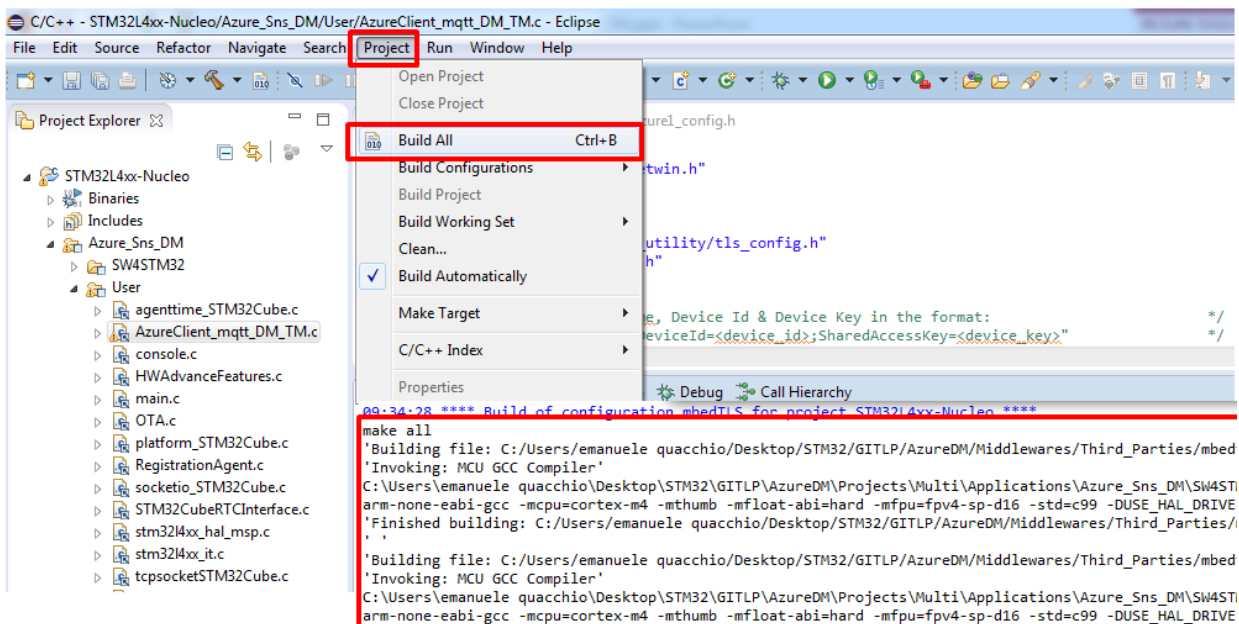 C/C++ - STM32L4xx-Nucleo/Azure_Sns_DM/User/AzureClient_mqtt_DM_TM.c - Eclipse
File Edit Source Refactor Navigate Search Project Run Window Help
Project Explorer
STM32L4xx-Nucleo
Binaries
Includes
Azure_Sns_DM
SW4STM32
User
agenttime_STM32Cube.c
AzureClient_mqtt_DM_TM.c
console.c
HWAdvanceFeatures.c
main.c
OTA.c
platform_STM32Cube.c
RegistrationAgent.c
socketio_STM32Cube.c
STM32CubeRTCInterface.c
stm32l4xx_hal_msp.c
stm32l4xx_it.c
tcpsocketSTM32Cube.c
Open Project
Close Project
Build All Ctrl+B
Build Configurations
Build Project
Build Working Set
Clean...
Build Automatically
Make Target
C/C++ Index
Properties
zure1_config.h
etwin.h"
_utility/tls_config.h"
h"
me, Device Id & Device Key in the format: */
DeviceId=<device_id>;SharedAccessKey=<device_key>" */
Debug Call Hierarchy
09:34:28 **** Build of configuration mbedTLS for project STM32L4xx-Nucleo ****
make all
'Building file: C:/Users/emanuele quacchio/Desktop/STM32/GITLP/AzureDM/Middlewares/Third_Parties/mbedt
'Invoking: MCU GCC Compiler'
C:\Users\emanuele quacchio\Desktop\STM32\GITLP\AzureDM\Projects\Multi\Applications\Azure_Sns_DM\SW4STM
arm-none-eabi-gcc -mcpu=cortex-m4 -mthumb -mfloat-abi=hard -mfpu=fpv4-sp-d16 -std=c99 -DUSE_HAL_DRIVE
'Finished building: C:/Users/emanuele quacchio/Desktop/STM32/GITLP/AzureDM/Middlewares/Third_Parties/
' '
'Building file: C:/Users/emanuele quacchio/Desktop/STM32/GITLP/AzureDM/Middlewares/Third_Parties/mbedt
'Invoking: MCU GCC Compiler'
C:\Users\emanuele quacchio\Desktop\STM32\GITLP\AzureDM\Projects\Multi\Applications\Azure_Sns_DM\SW4STM
arm-none-eabi-gcc -mcpu=cortex-m4 -mthumb -mfloat-abi=hard -mfpu=fpv4-sp-d16 -std=c99 -DUSE_HAL_DRIVE